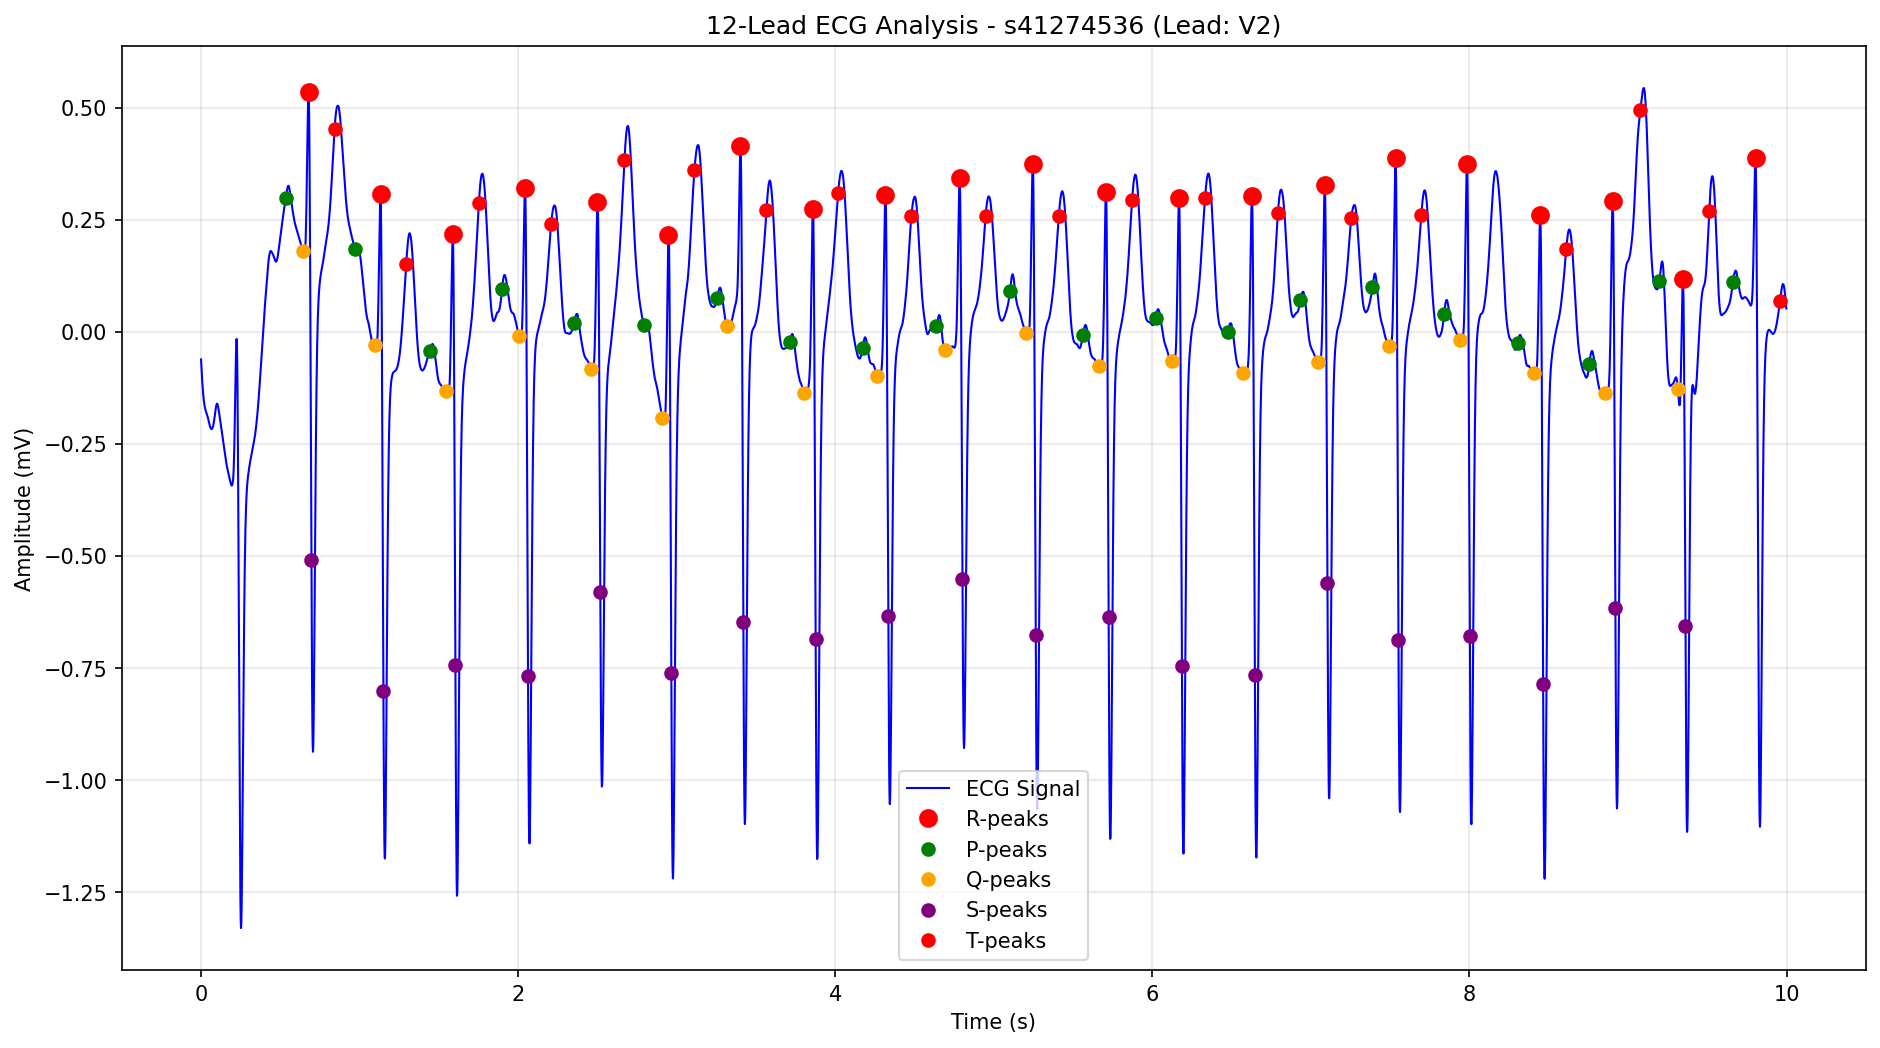 12-Lead ECG Analysis - s41274536 (Lead: V2)
Amplitude (mV)
0.50
0.25
0.00
−0.25
−0.50
−0.75
−1.00
−1.25
ECG Signal
R-peaks
P-peaks
Q-peaks
S-peaks
T-peaks
0 2 4 6 8 10
Time (s)